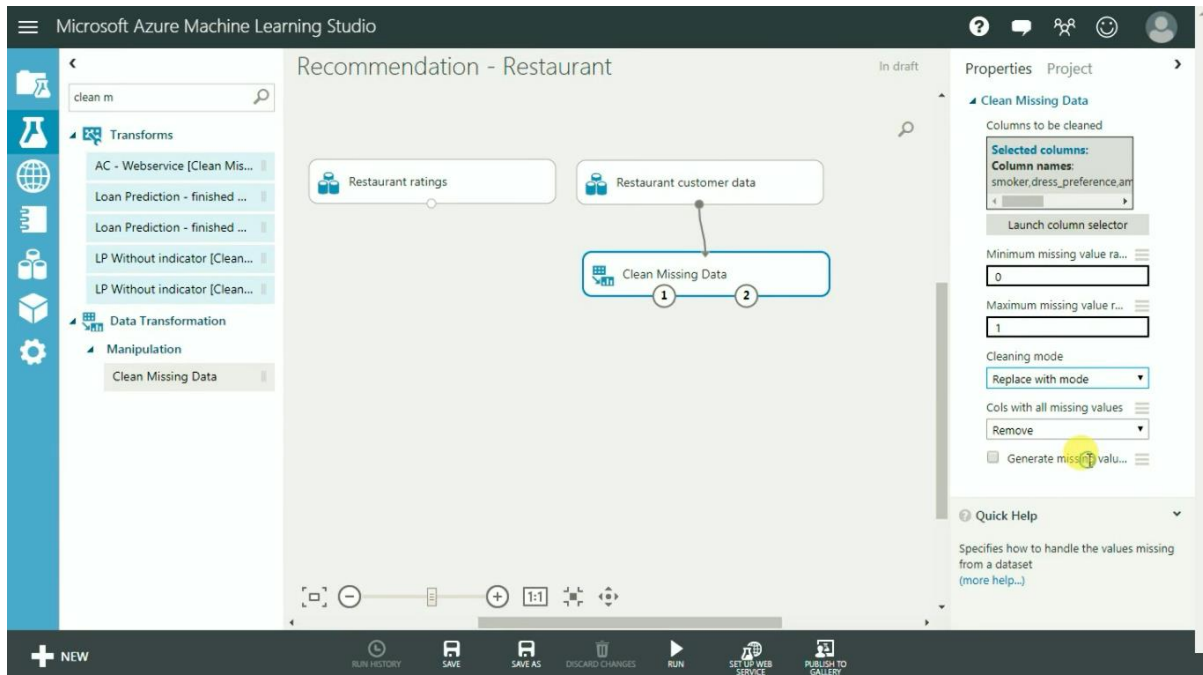 Microsoft Azure Machine Learning Studio
clean m
Transforms
AC - Webservice [Clean Mis...
Loan Prediction - finished ...
Loan Prediction - finished ...
LP Without indicator [Clean...
LP Without indicator [Clean...
Data Transformation
Manipulation
Clean Missing Data
Recommendation - Restaurant
In draft
Restaurant ratings
Restaurant customer data
Clean Missing Data
1
2
1:1
Properties Project
Clean Missing Data
Columns to be cleaned
Selected columns:
Column names:
smoker,dress_preference,am
Launch column selector
Minimum missing value ra...
0
Maximum missing value r...
1
Cleaning mode
Replace with mode
Cols with all missing values
Remove
Generate missing valu...
Quick Help
Specifies how to handle the values missing
from a dataset
(more help...)
NEW
RUN HISTORY
SAVE
SAVE AS
DISCARD CHANGES
RUN
SET UP WEB
SERVICE
PUBLISH TO
GALLERY